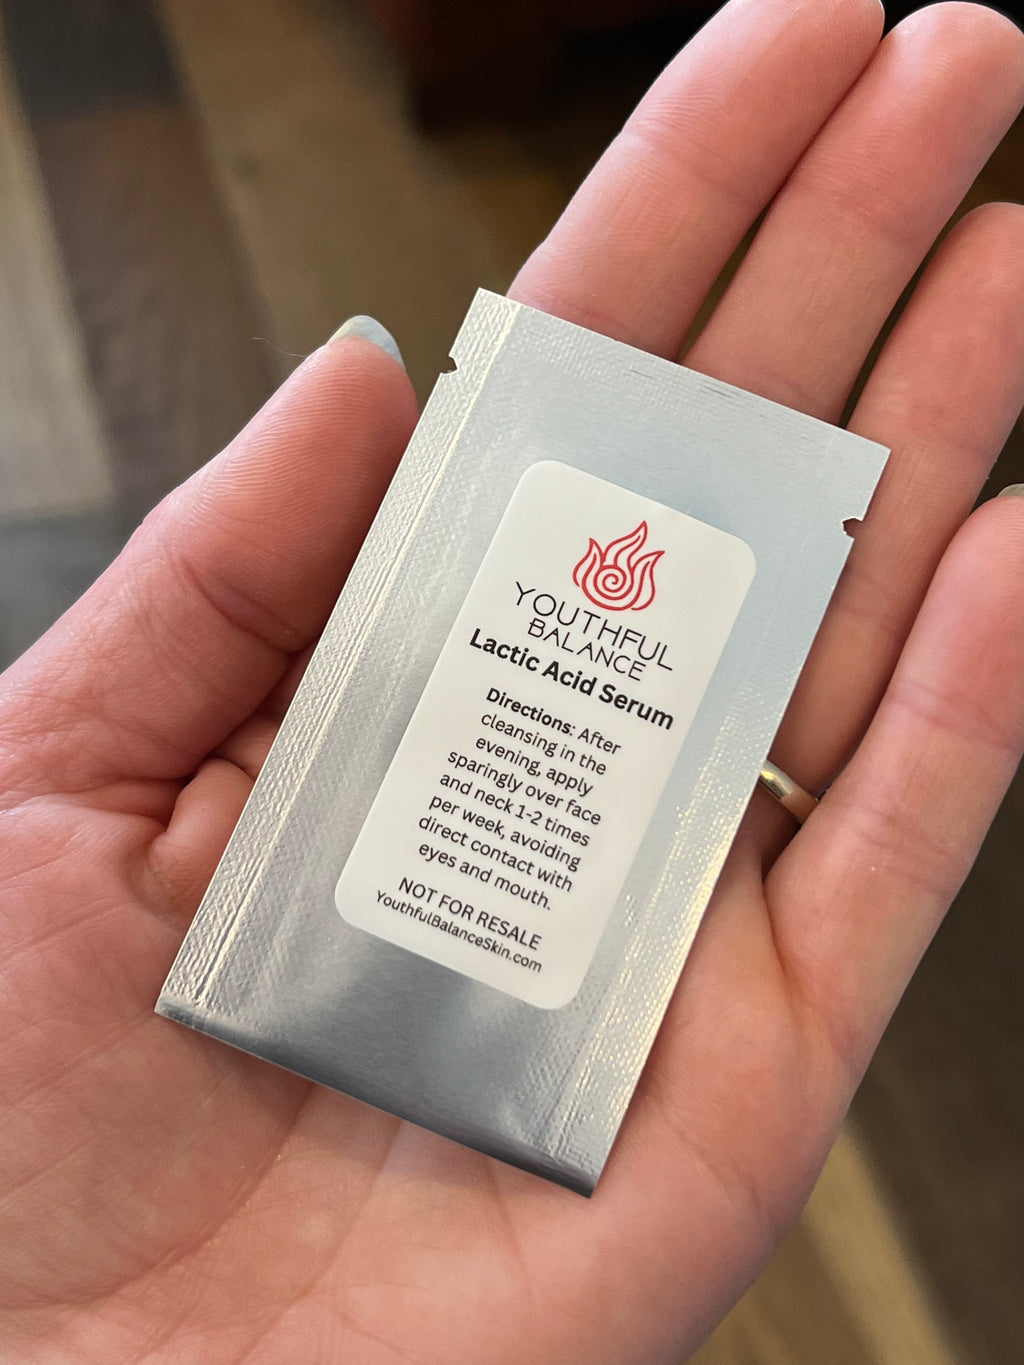 YOUTHFUL
BALANCE
Lactic Acid Serum
Directions: After
cleansing in the
evening, apply
sparingly over face
and neck 1-2 times
per week, avoiding
direct contact with
eyes and mouth.
NOT FOR RESALE
YouthfulBalanceSkin.com